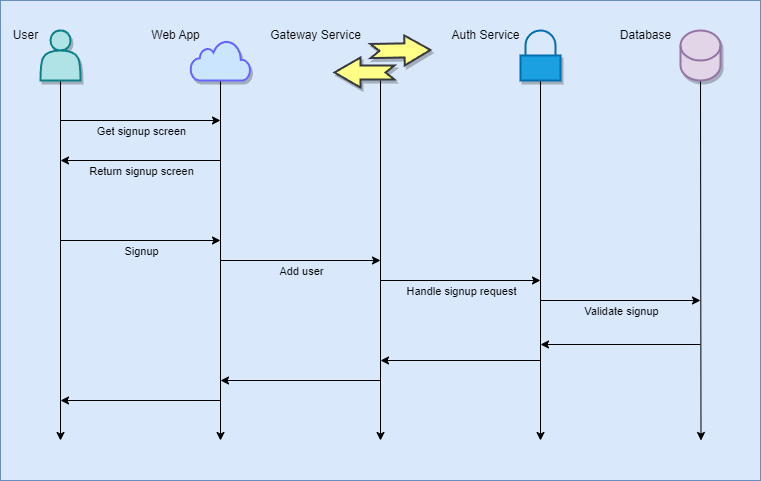 User
Web App
Gateway Service
Auth Service
Database
Get signup screen
Return signup screen
Signup
Add user
Handle signup request
Validate signup